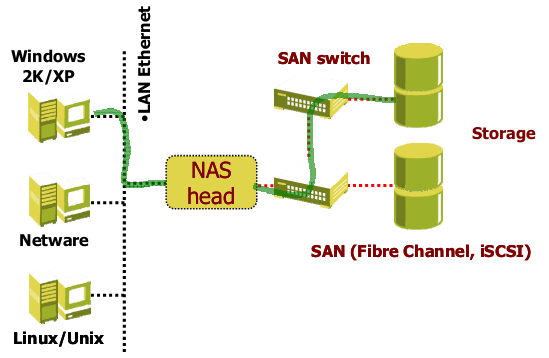 Windows
2K/XP
•LAN Ethernet
SAN switch
Storage
NAS
head
Netware
SAN (Fibre Channel, iSCSI)
Linux/Unix